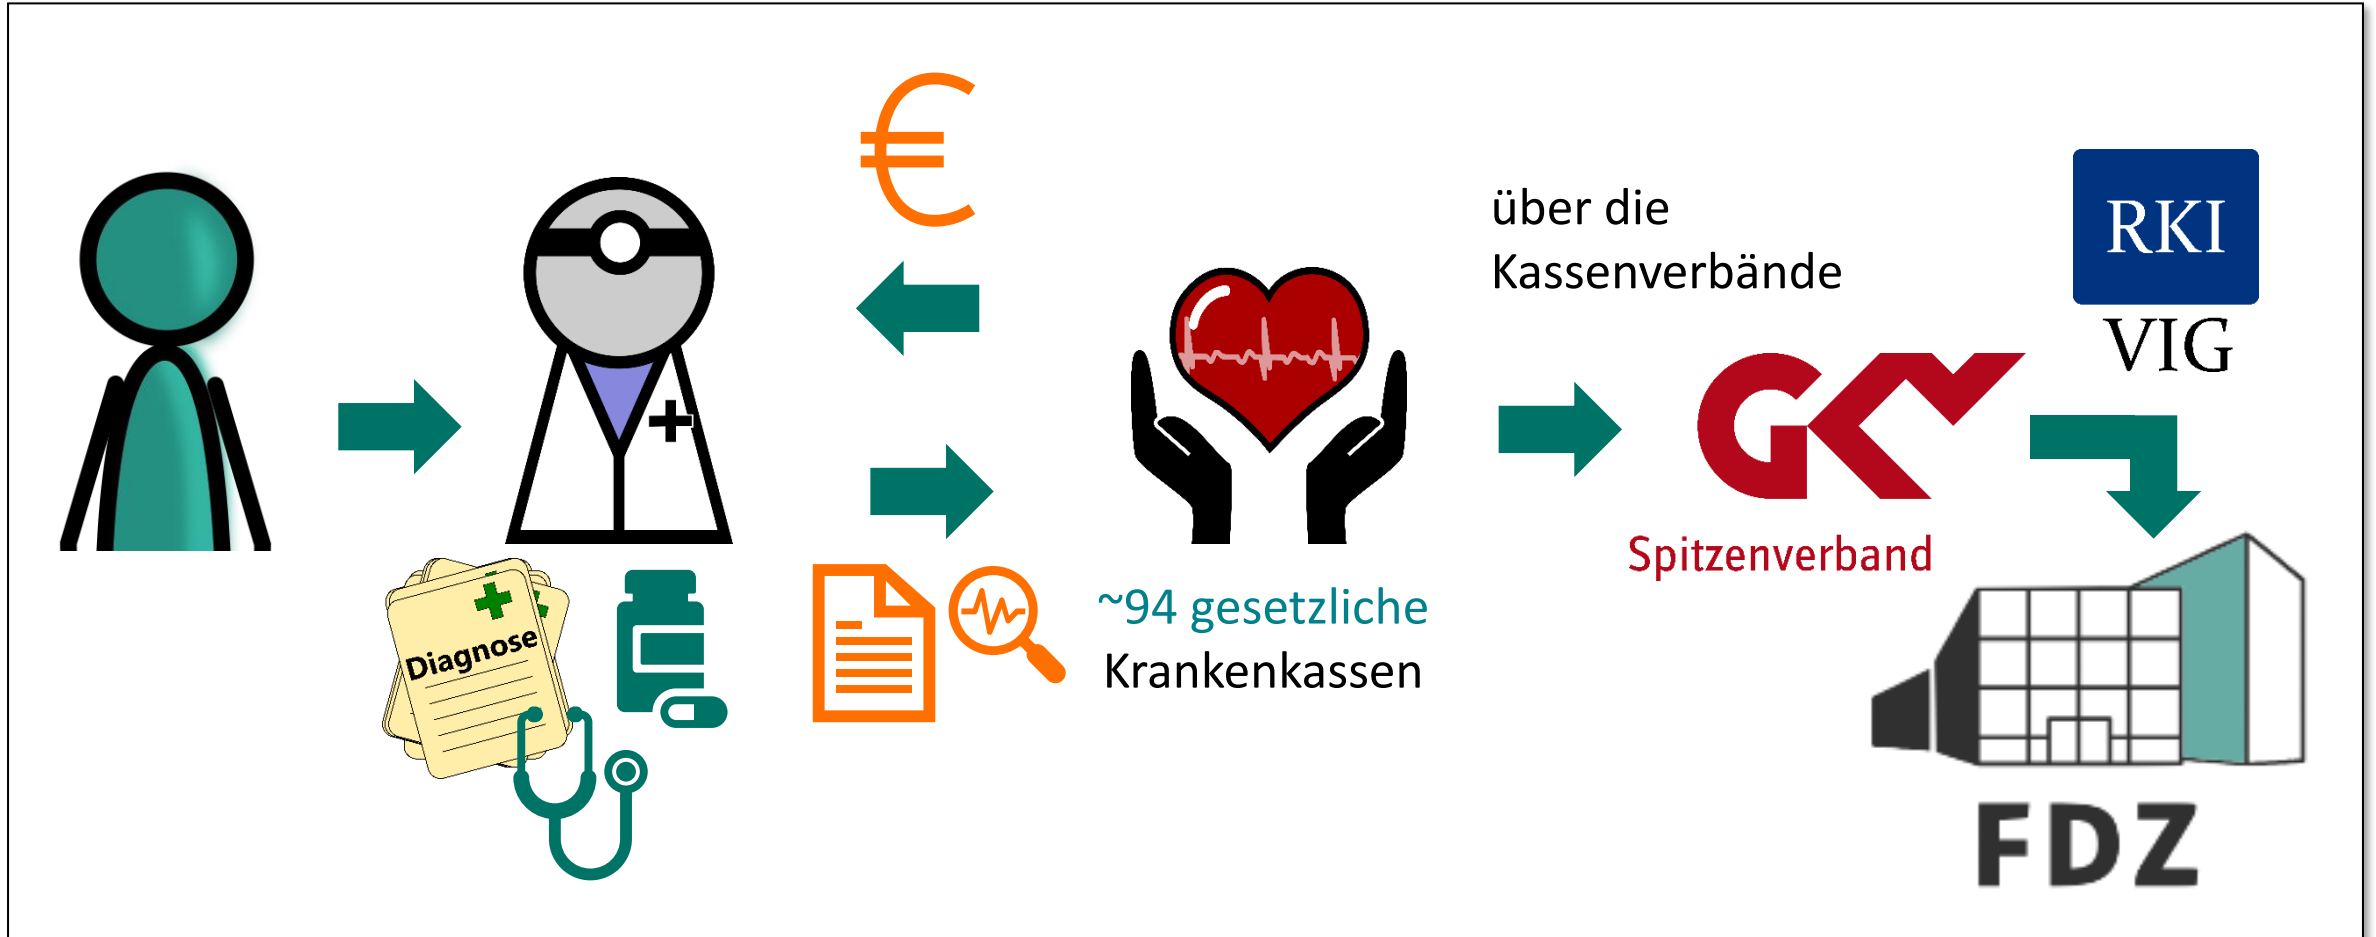 €
Diagnose
~94 gesetzliche
Krankenkassen
über die
Kassenverbände
GKV
Spitzenverband
RKI
VIG
FDZ